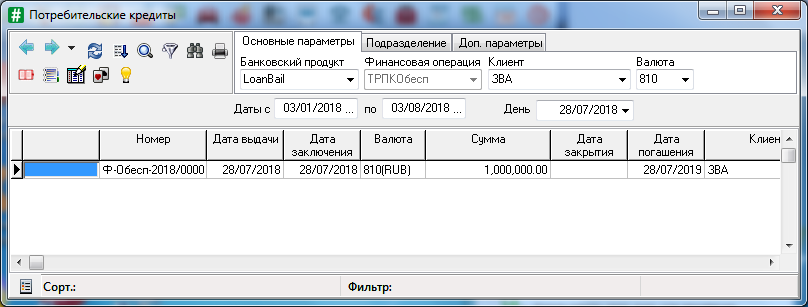 Потребительские кредиты
Основные параметры Подразделение Доп. параметры
Банковский продукт Финансовая операция Клиент Валюта
LoanBail ТРПКОбесп ЗВА 810
Даты с 03/01/2018 ... по 03/08/2018 ... День 28/07/2018
Номер Дата выдачи Дата заключения Валюта Сумма Дата закрытия Дата погашения Клиен
Ф-Обесп-2018/0000 28/07/2018 28/07/2018 810(RUB) 1,000,000.00 28/07/2019 ЗВА
Сорт.: Фильтр: